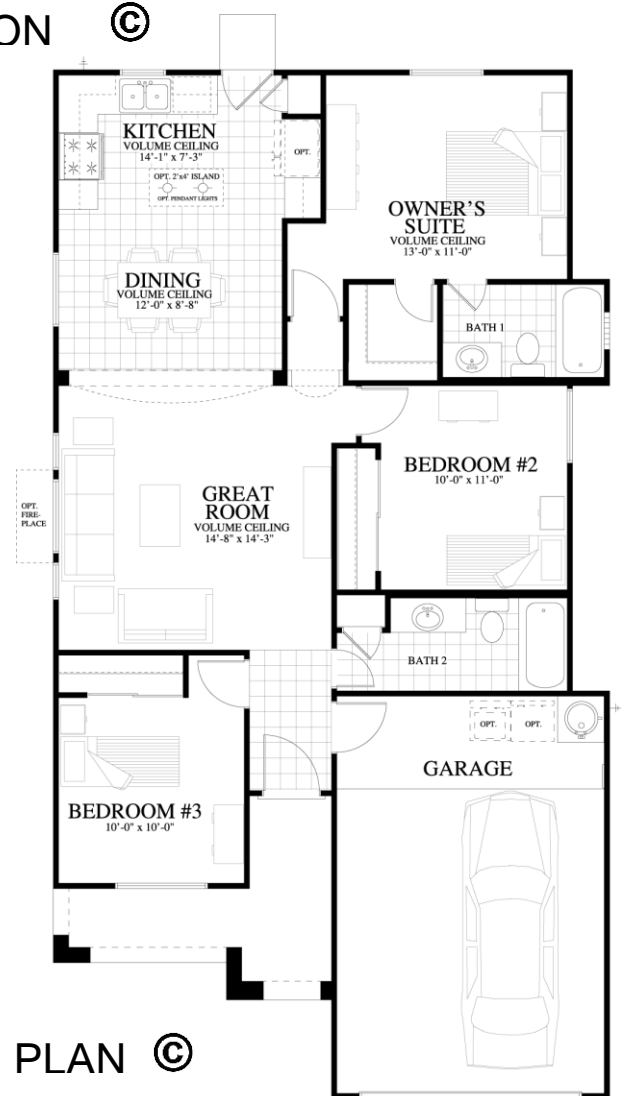 ON ©
KITCHEN
VOLUME CEILING
14'-1" x 7'-3"
OPT.
OPT. 2'x4' ISLAND
OPT. PENDANT LIGHTS
OWNER'S
SUITE
VOLUME CEILING
13'-0" x 11'-0"
DINING
VOLUME CEILING
12'-0" x 8'-8"
BATH 1
BEDROOM #2
10'-0" x 11'-0"
GREAT
ROOM
VOLUME CEILING
14'-8" x 14'-3"
OPT.
FIRE-
PLACE
BATH 2
OPT. OPT.
GARAGE
BEDROOM #3
10'-0" x 10'-0"
PLAN ©